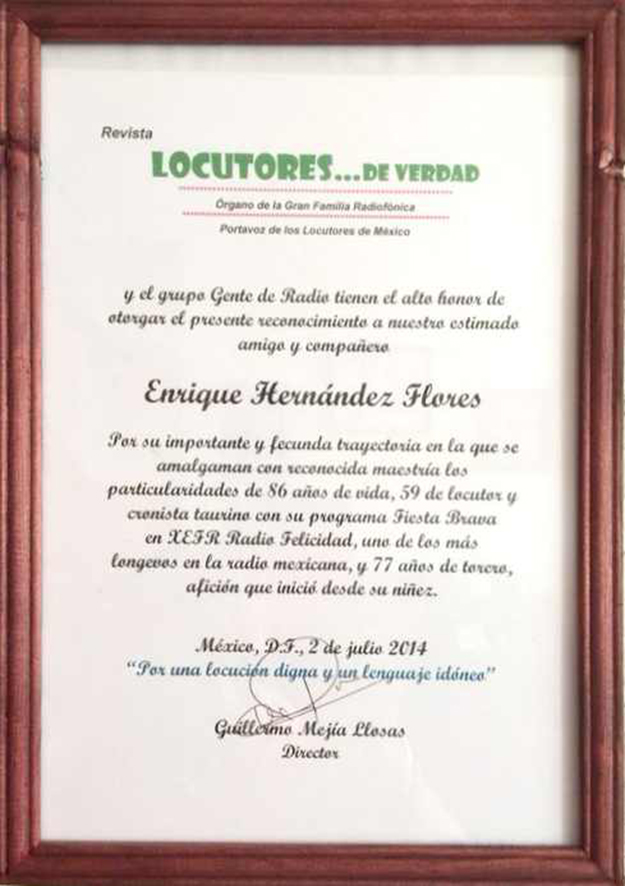 Revista
LOCUTORES...DE VERDAD
Órgano de la Gran Familia Radiofónica
Portavoz de los Locutores de México
y el grupo Gente de Radio tienen el alto honor de
otorgar el presente reconocimiento a nuestro estimado
amigo y compañero
Enrique Hernández Flores
Por su importante y fecunda trayectoria en la que se
amalgaman con reconocida maestría los
particularidades de 86 años de vida, 59 de locutor y
cronista taurino con su programa Fiesta Brava
en XEFR Radio Felicidad, uno de los más
longevos en la radio mexicana, y 77 años de torero,
afición que inició desde su niñez.
México, D.F., 2 de julio 2014
“Por una locución digna y un lenguaje idóneo”
Guillermo Mejía Llosas
Director